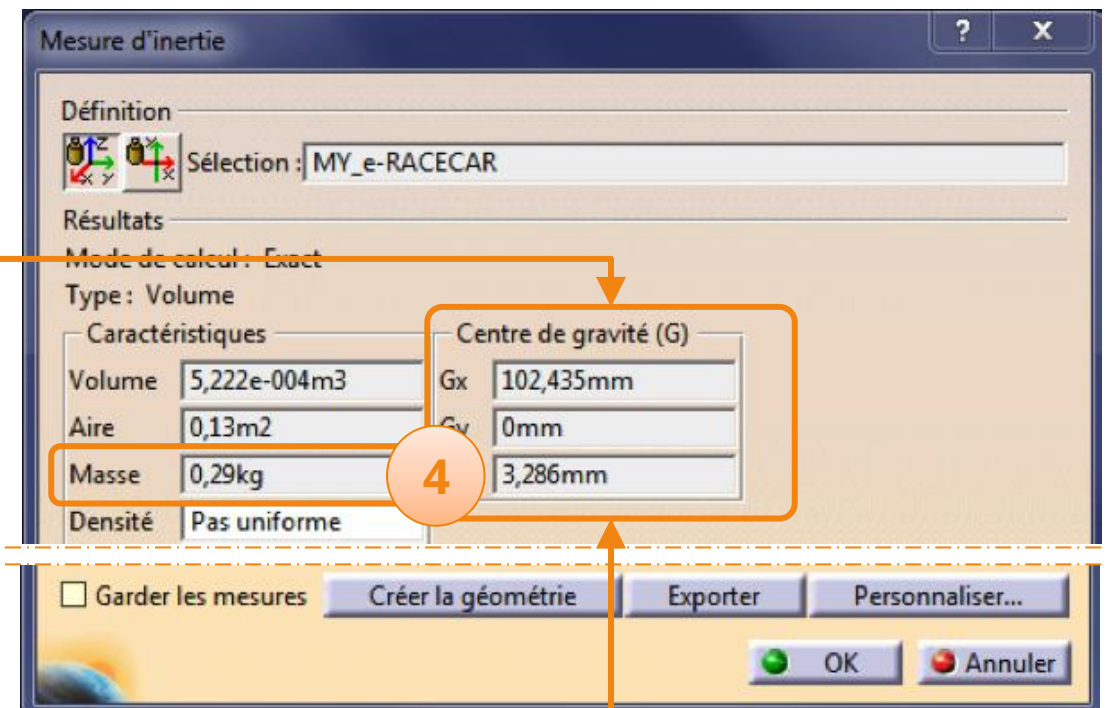 Mesure d'inertie
? X
Définition
Z X Y Y X Sélection : MY_e-RACECAR
Résultats
Mode de calcul : Exact
Type : Volume
Caractéristiques Centre de gravité (G)
Volume 5,222e-004m3 Gx 102,435mm
Aire 0,13m2 Gy 0mm
Masse 0,29kg 4 3,286mm
Densité Pas uniforme
Garder les mesures Créer la géométrie Exporter Personnaliser...
OK Annuler